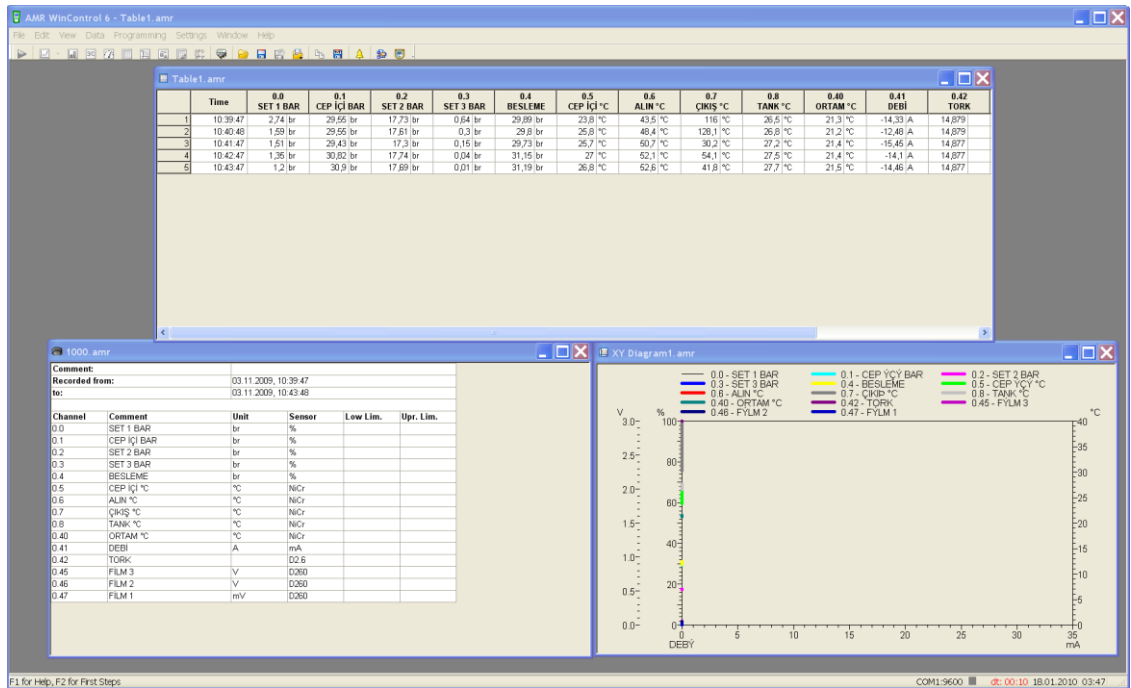 AMR WinControl 6 - Table1.amr
File Edit View Data Programming Settings Window Help
Table1.amr
Time 0.0 SET 1 BAR 0.1 CEP İÇİ BAR 0.2 SET 2 BAR 0.3 SET 3 BAR 0.4 BESLEME 0.5 CEP İÇİ °C 0.6 ALIN °C 0.7 ÇIKIŞ °C 0.8 TANK °C 0.40 ORTAM °C 0.41 DEBİ 0.42 TORK
1 10:39:47 2,74 br 29,55 br 17,73 br 0,64 br 29,89 br 23,8 °C 43,5 °C 116 °C 26,5 °C 21,3 °C -14,33 A 14,879
2 10:40:48 1,59 br 29,55 br 17,61 br 0,3 br 29,8 br 25,8 °C 48,4 °C 128,1 °C 26,8 °C 21,2 °C -12,48 A 14,879
3 10:41:47 1,51 br 29,43 br 17,3 br 0,15 br 29,73 br 25,7 °C 50,7 °C 30,2 °C 27,2 °C 21,4 °C -15,45 A 14,877
4 10:42:47 1,35 br 30,82 br 17,74 br 0,04 br 31,15 br 27 °C 52,1 °C 54,1 °C 27,5 °C 21,4 °C -14,1 A 14,877
5 10:43:47 1,2 br 30,9 br 17,69 br 0,01 br 31,19 br 26,8 °C 52,6 °C 41,8 °C 27,7 °C 21,5 °C -14,46 A 14,877
1000.amr
Comment:
Recorded from: 03.11.2009, 10:39:47
to: 03.11.2009, 10:43:48
Channel Comment Unit Sensor Low Lim. Upr. Lim.
0.0 SET 1 BAR br %
0.1 CEP İÇİ BAR br %
0.2 SET 2 BAR br %
0.3 SET 3 BAR br %
0.4 BESLEME br %
0.5 CEP İÇİ °C °C NiCr
0.6 ALIN °C °C NiCr
0.7 ÇIKIŞ °C °C NiCr
0.8 TANK °C °C NiCr
0.40 ORTAM °C °C NiCr
0.41 DEBİ A mA
0.42 TORK D2.6
0.45 FİLM 3 V D260
0.46 FİLM 2 V D260
0.47 FİLM 1 mV D260
XY Diagram1.amr
0.0 - SET 1 BAR 0.1 - CEP ÝÇÝ BAR 0.2 - SET 2 BAR
0.3 - SET 3 BAR 0.4 - BESLEME 0.5 - CEP ÝÇÝ °C
0.6 - ALIN °C 0.7 - ÇIKIÞ °C 0.8 - TANK °C
0.40 - ORTAM °C 0.42 - TORK 0.45 - FÝLM 3
0.46 - FÝLM 2 0.47 - FÝLM 1
V % °C
3.0 100 40
35
2.5 80 30
2.0 60 25
1.5 20
40 15
1.0 10
0.5 20 5
0.0 0 0
0 5 10 15 20 25 30 35
DEBÝ mA
F1 for Help, F2 for First Steps COM1:9600 dt: 00:10 18.01.2010 03:47